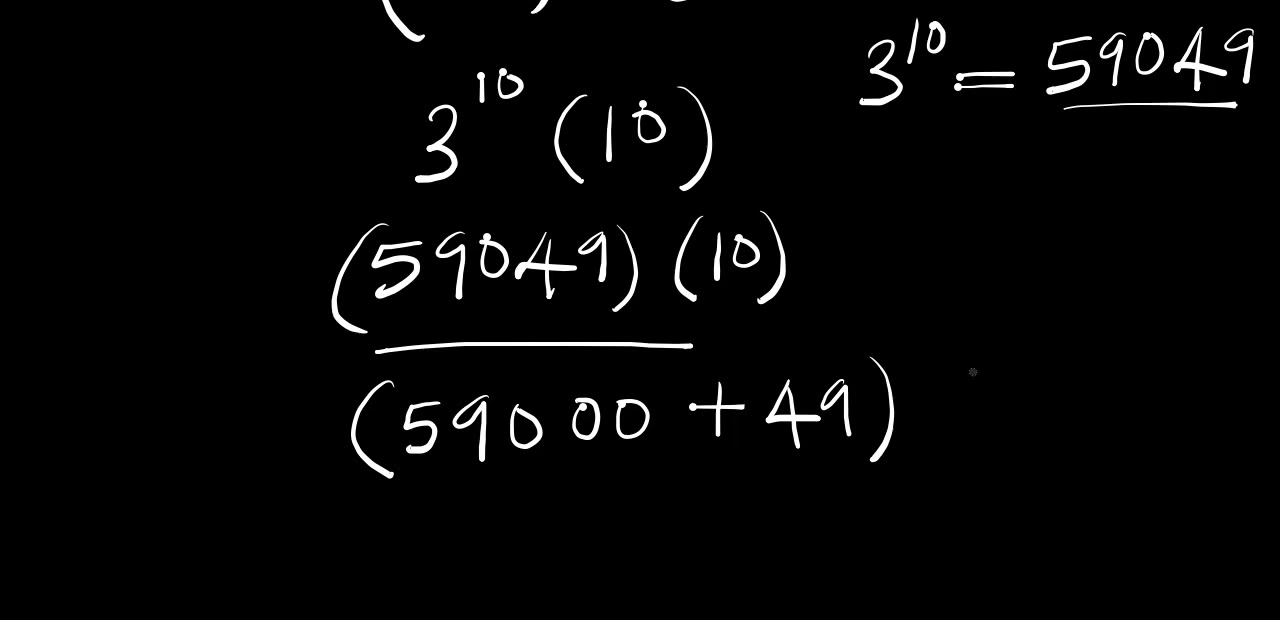 3^10 = 59049
3^10 (10)
(59049) (10)
(59000 + 49)